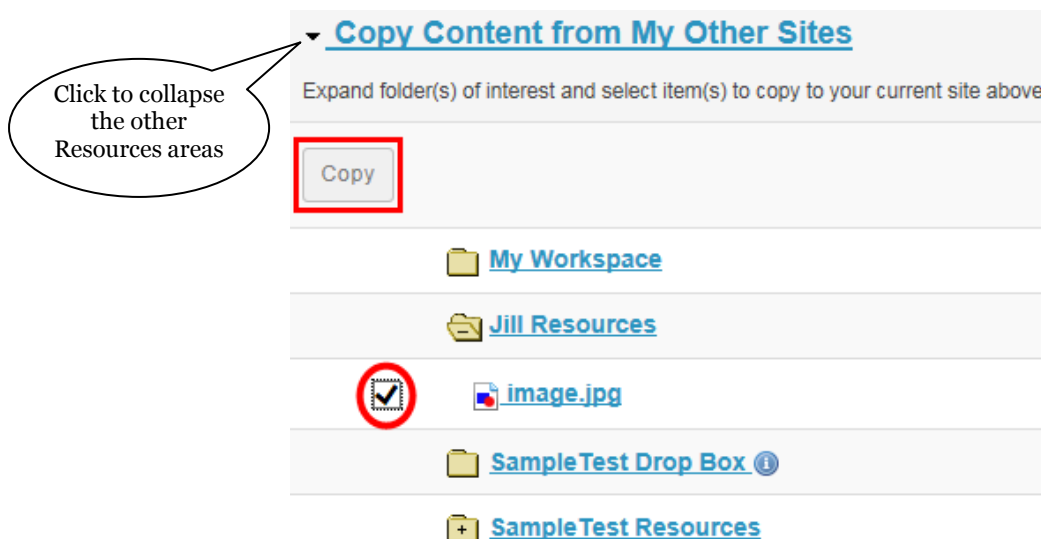 Copy Content from My Other Sites
Click to collapse
the other
Resources areas
Expand folder(s) of interest and select item(s) to copy to your current site above
Copy
My Workspace
Jill Resources
image.jpg
SampleTest Drop Box
SampleTest Resources